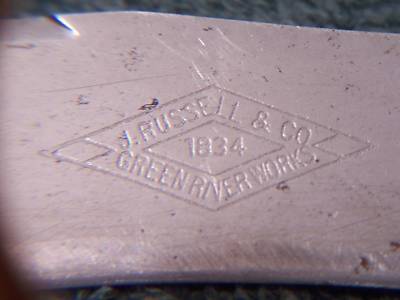 J. RUSSELL & CO.
1834
GREEN RIVER WORKS.